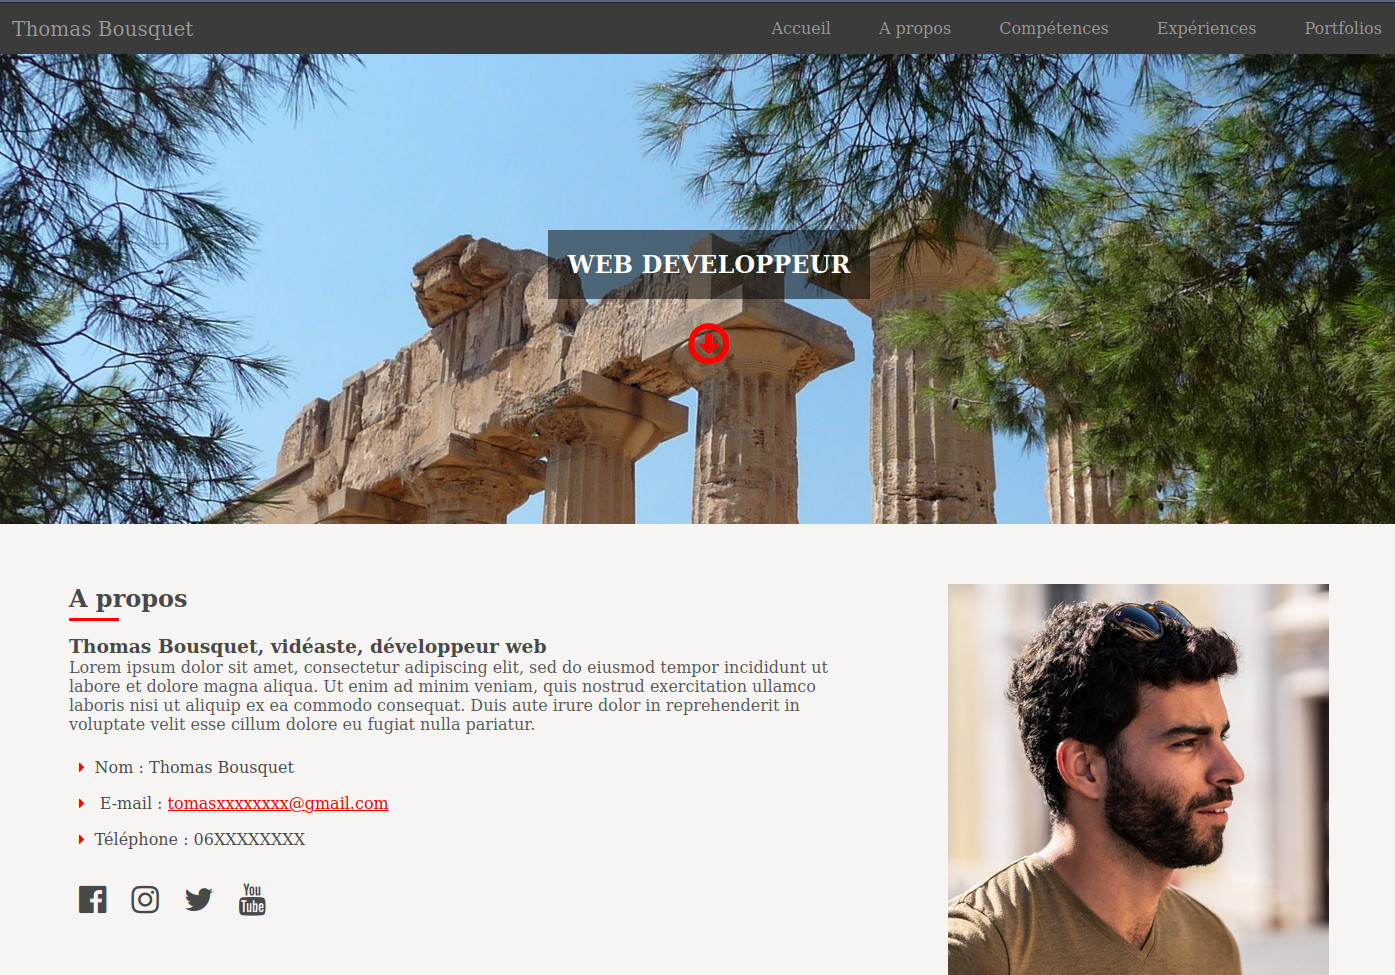 Thomas Bousquet
Accueil A propos Compétences Expériences Portfolios
WEB DEVELOPPEUR
A propos
Thomas Bousquet, vidéaste, développeur web
Lorem ipsum dolor sit amet, consectetur adipiscing elit, sed do eiusmod tempor incididunt ut
labore et dolore magna aliqua. Ut enim ad minim veniam, quis nostrud exercitation ullamco
laboris nisi ut aliquip ex ea commodo consequat. Duis aute irure dolor in reprehenderit in
voluptate velit esse cillum dolore eu fugiat nulla pariatur.
Nom : Thomas Bousquet
E-mail : tomasxxxxxxxx@gmail.com
Téléphone : 06XXXXXXXX
You
Tube